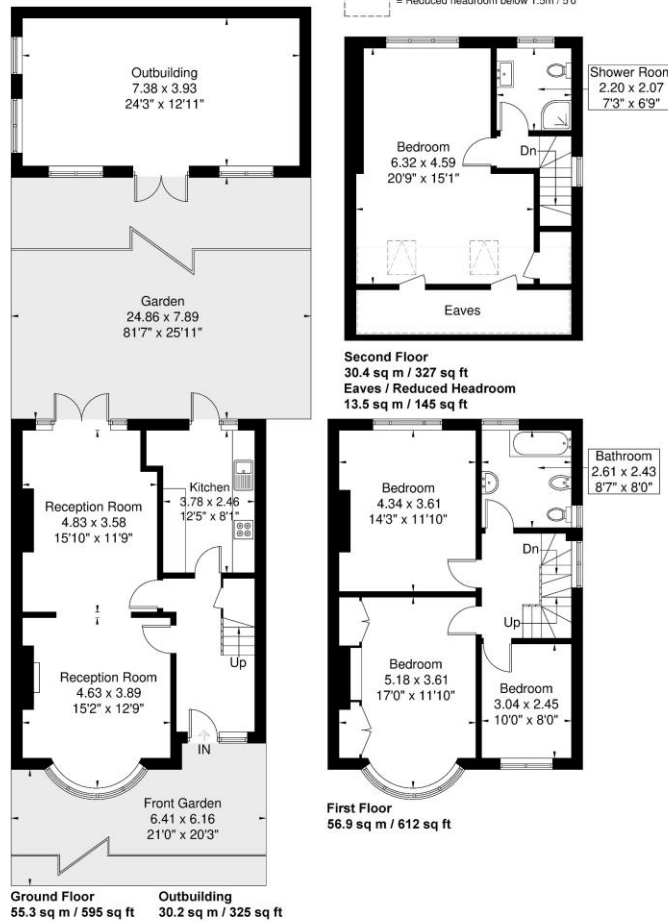 = Reduced headroom below 1.5m / 5'0
Outbuilding
7.38 x 3.93
24'3" x 12'11"
Shower Room
2.20 x 2.07
7'3" x 6'9"
Dn
Bedroom
6.32 x 4.59
20'9" x 15'1"
Eaves
Second Floor
30.4 sq m / 327 sq ft
Eaves / Reduced Headroom
13.5 sq m / 145 sq ft
Garden
24.86 x 7.89
81'7" x 25'11"
Reception Room
4.83 x 3.58
15'10" x 11'9"
Kitchen
3.78 x 2.46
12'5" x 8'1"
Up
Reception Room
4.63 x 3.89
15'2" x 12'9"
IN
Front Garden
6.41 x 6.16
21'0" x 20'3"
Ground Floor
55.3 sq m / 595 sq ft
Outbuilding
30.2 sq m / 325 sq ft
Bedroom
4.34 x 3.61
14'3" x 11'10"
Bathroom
2.61 x 2.43
8'7" x 8'0"
Dn
Up
Bedroom
5.18 x 3.61
17'0" x 11'10"
Bedroom
3.04 x 2.45
10'0" x 8'0"
First Floor
56.9 sq m / 612 sq ft